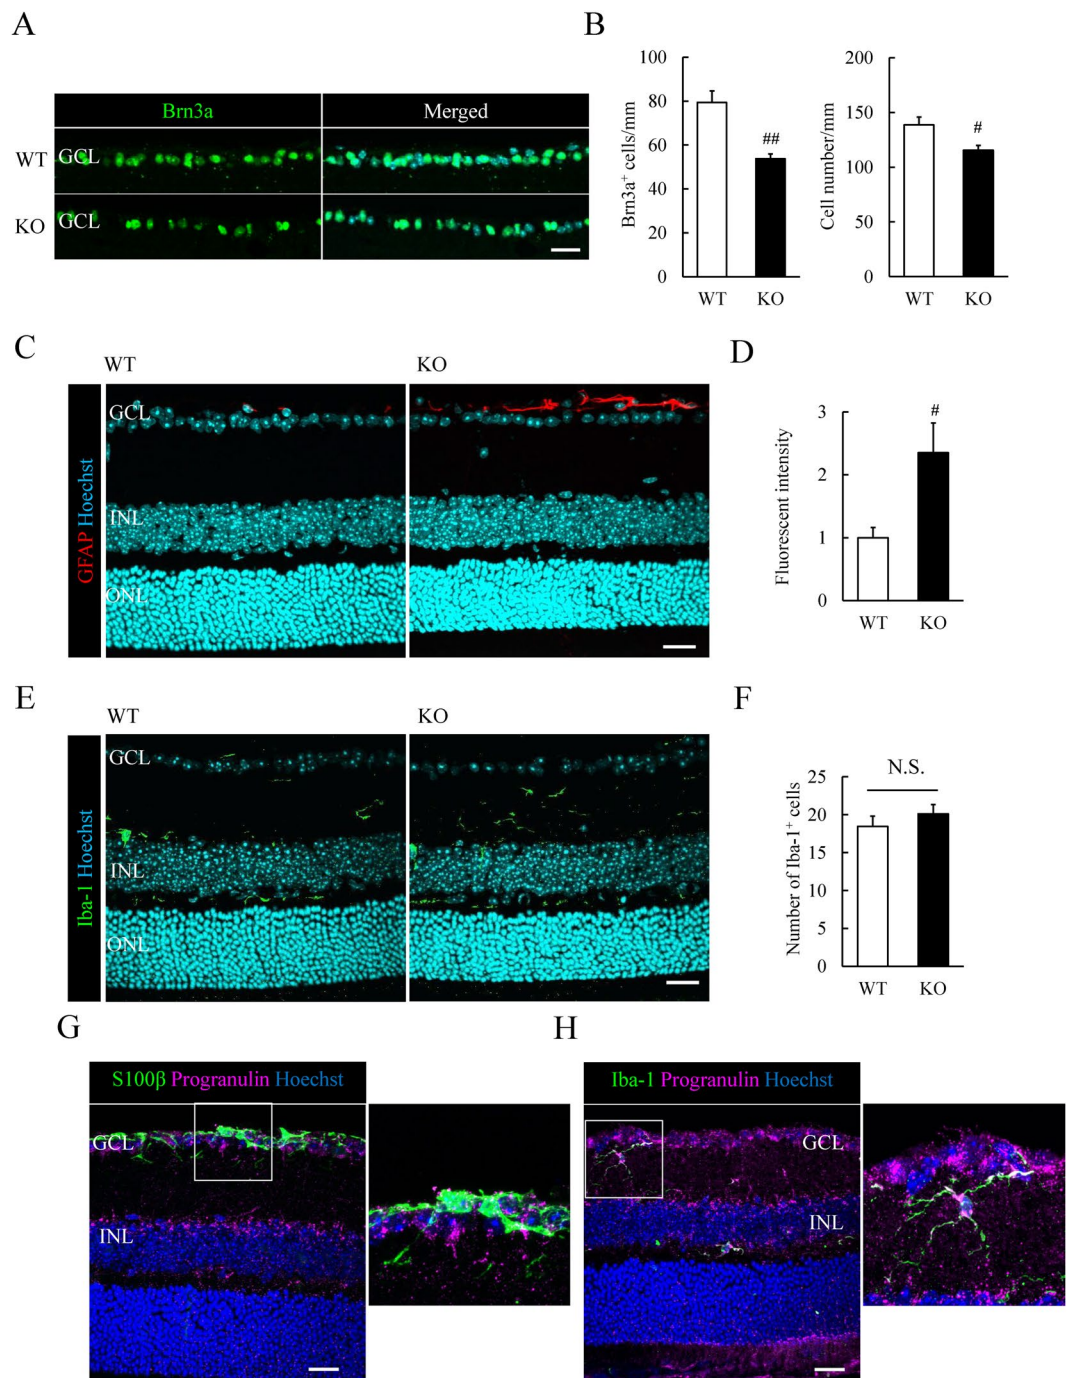 A
Brn3a Merged
WT GCL
KO GCL
B
Brn3a+ cells/mm
100
80
60
40
20
0
##
WT KO
Cell number/mm
200
150
100
50
0
#
WT KO
C
WT KO
GFAP Hoechst
GCL
INL
ONL
D
Fluorescent intensity
3
2
1
0
#
WT KO
E
WT KO
Iba-1 Hoechst
GCL
INL
ONL
F
Number of Iba-1+ cells
25
20
15
10
5
0
N.S.
WT KO
G
S100β Progranulin Hoechst
GCL
INL
H
Iba-1 Progranulin Hoechst
GCL
INL